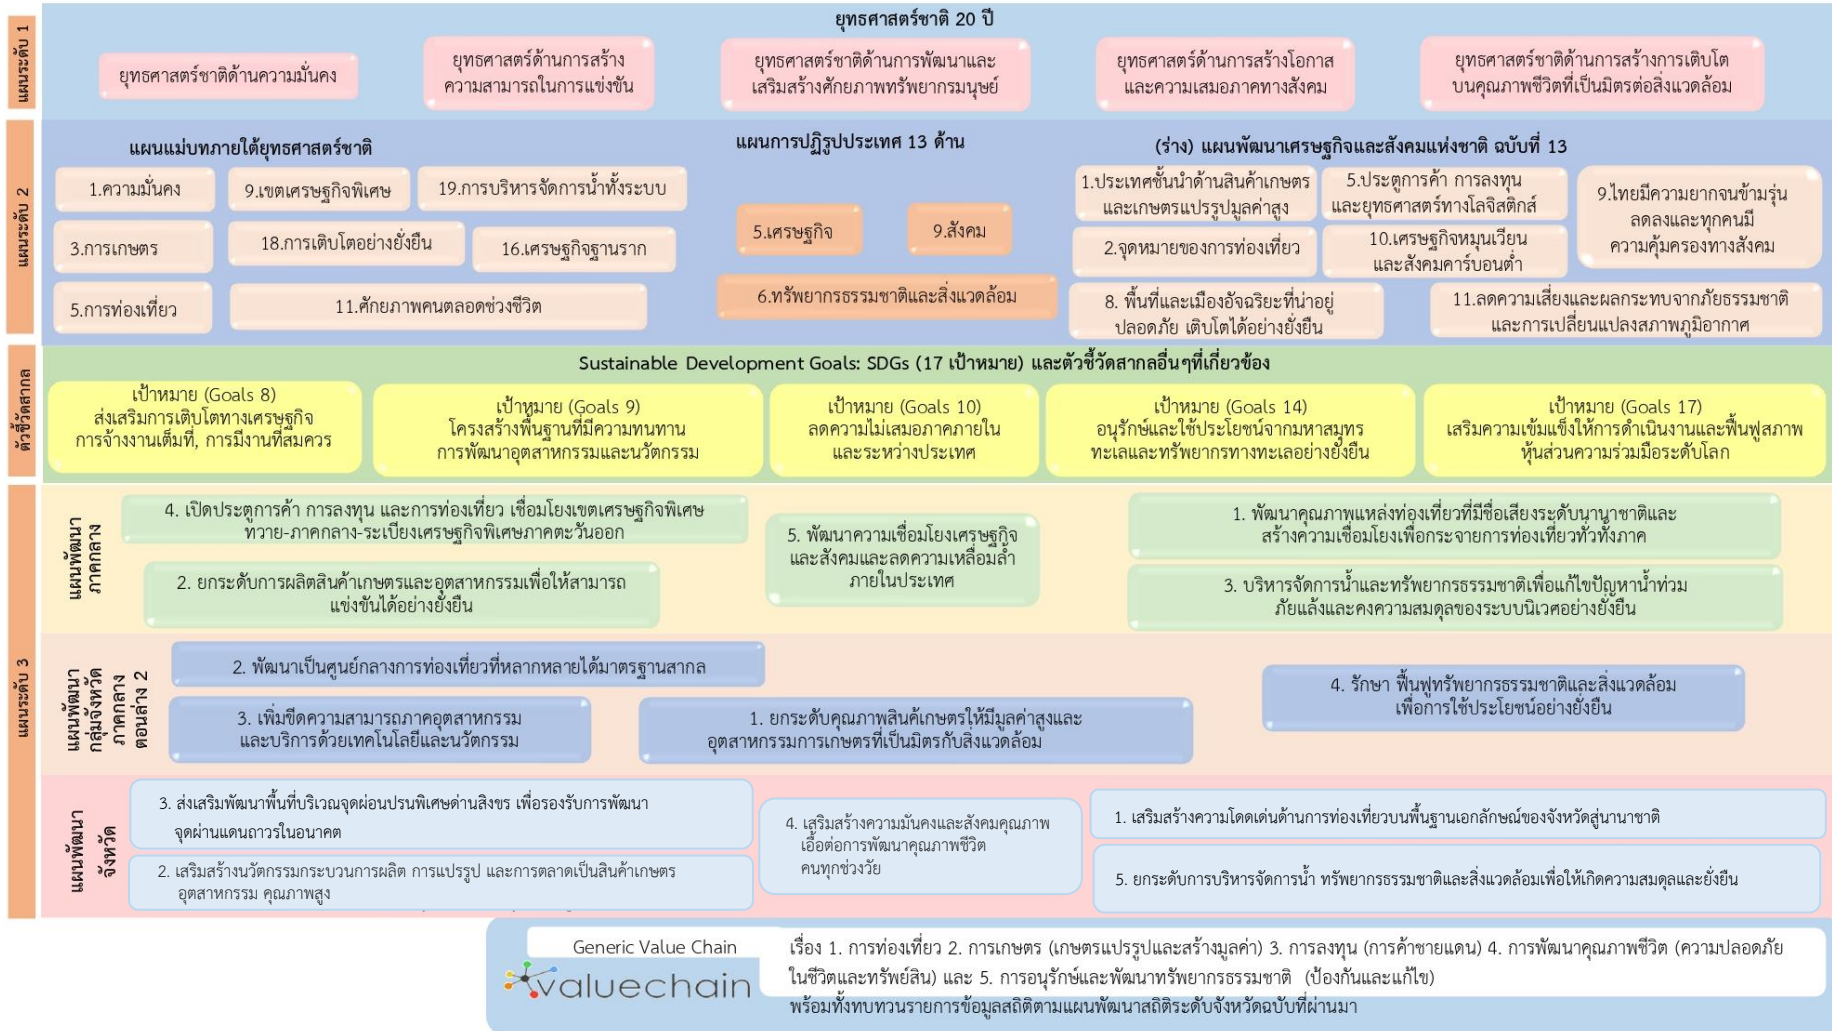 ยุทธศาสตร์ชาติ 20 ปี
แผนระดับ 1
ยุทธศาสตร์ชาติด้านความมั่นคง
ยุทธศาสตร์ด้านการสร้าง
ความสามารถในการแข่งขัน
ยุทธศาสตร์ชาติด้านการพัฒนาและ
เสริมสร้างศักยภาพทรัพยากรมนุษย์
ยุทธศาสตร์ด้านการสร้างโอกาส
และความเสมอภาคทางสังคม
ยุทธศาสตร์ชาติด้านการสร้างการเติบโต
บนคุณภาพชีวิตที่เป็นมิตรต่อสิ่งแวดล้อม
แผนระดับ 2
แผนแม่บทภายใต้ยุทธศาสตร์ชาติ
1.ความมั่นคง
9.เขตเศรษฐกิจพิเศษ
19.การบริหารจัดการน้ำทั้งระบบ
3.การเกษตร
18.การเติบโตอย่างยั่งยืน
16.เศรษฐกิจฐานราก
5.การท่องเที่ยว
11.ศักยภาพคนตลอดช่วงชีวิต
แผนการปฏิรูปประเทศ 13 ด้าน
5.เศรษฐกิจ
9.สังคม
6.ทรัพยากรธรรมชาติและสิ่งแวดล้อม
(ร่าง) แผนพัฒนาเศรษฐกิจและสังคมแห่งชาติ ฉบับที่ 13
1.ประเทศชั้นนำด้านสินค้าเกษตร
และเกษตรแปรรูปมูลค่าสูง
5.ประตูการค้า การลงทุน
และยุทธศาสตร์ทางโลจิสติกส์
9.ไทยมีความยากจนข้ามรุ่น
ลดลงและทุกคนมี
ความคุ้มครองทางสังคม
2.จุดหมายของการท่องเที่ยว
10.เศรษฐกิจหมุนเวียน
และสังคมคาร์บอนต่ำ
8. พื้นที่และเมืองอัจฉริยะที่น่าอยู่
ปลอดภัย เติบโตได้อย่างยั่งยืน
11.ลดความเสี่ยงและผลกระทบจากภัยธรรมชาติ
และการเปลี่ยนแปลงสภาพภูมิอากาศ
ตัวชี้วัดสากล
Sustainable Development Goals: SDGs (17 เป้าหมาย) และตัวชี้วัดสากลอื่นๆที่เกี่ยวข้อง
เป้าหมาย (Goals 8)
ส่งเสริมการเติบโตทางเศรษฐกิจ
การจ้างงานเต็มที่, การมีงานที่สมควร
เป้าหมาย (Goals 9)
โครงสร้างพื้นฐานที่มีความทนทาน
การพัฒนาอุตสาหกรรมและนวัตกรรม
เป้าหมาย (Goals 10)
ลดความไม่เสมอภาคภายใน
และระหว่างประเทศ
เป้าหมาย (Goals 14)
อนุรักษ์และใช้ประโยชน์จากมหาสมุทร
ทะเลและทรัพยากรทางทะเลอย่างยั่งยืน
เป้าหมาย (Goals 17)
เสริมความเข้มแข็งให้การดำเนินงานและฟื้นฟูสภาพ
หุ้นส่วนความร่วมมือระดับโลก
แผนระดับ 3
แผนพัฒนา
ภาคกลาง
4. เปิดประตูการค้า การลงทุน และการท่องเที่ยว เชื่อมโยงเขตเศรษฐกิจพิเศษ
ทวาย-ภาคกลาง-ระเบียงเศรษฐกิจพิเศษภาคตะวันออก
2. ยกระดับการผลิตสินค้าเกษตรและอุตสาหกรรมเพื่อให้สามารถ
แข่งขันได้อย่างยั่งยืน
5. พัฒนาความเชื่อมโยงเศรษฐกิจ
และสังคมและลดความเหลื่อมล้ำ
ภายในประเทศ
1. พัฒนาคุณภาพแหล่งท่องเที่ยวที่มีชื่อเสียงระดับนานาชาติและ
สร้างความเชื่อมโยงเพื่อกระจายการท่องเที่ยวทั่วทั้งภาค
3. บริหารจัดการน้ำและทรัพยากรธรรมชาติเพื่อแก้ไขปัญหาน้ำท่วม
ภัยแล้งและคงความสมดุลของระบบนิเวศอย่างยั่งยืน
แผนพัฒนา
กลุ่มจังหวัด
ภาคกลาง
ตอนล่าง 2
2. พัฒนาเป็นศูนย์กลางการท่องเที่ยวที่หลากหลายได้มาตรฐานสากล
3. เพิ่มขีดความสามารถภาคอุตสาหกรรม
และบริการด้วยเทคโนโลยีและนวัตกรรม
1. ยกระดับคุณภาพสินค้าเกษตรให้มีมูลค่าสูงและ
อุตสาหกรรมการเกษตรที่เป็นมิตรกับสิ่งแวดล้อม
4. รักษา ฟื้นฟูทรัพยากรธรรมชาติและสิ่งแวดล้อม
เพื่อการใช้ประโยชน์อย่างยั่งยืน
แผนพัฒนา
จังหวัด
3. ส่งเสริมพัฒนาพื้นที่บริเวณจุดผ่อนปรนพิเศษด่านสิงขร เพื่อรองรับการพัฒนา
จุดผ่านแดนถาวรในอนาคต
2. เสริมสร้างนวัตกรรมกระบวนการผลิต การแปรรูป และการตลาดเป็นสินค้าเกษตร
อุตสาหกรรม คุณภาพสูง
4. เสริมสร้างความมั่นคงและสังคมคุณภาพ
เอื้อต่อการพัฒนาคุณภาพชีวิต
คนทุกช่วงวัย
1. เสริมสร้างความโดดเด่นด้านการท่องเที่ยวบนพื้นฐานเอกลักษณ์ของจังหวัดสู่นานาชาติ
5. ยกระดับการบริหารจัดการน้ำ ทรัพยากรธรรมชาติและสิ่งแวดล้อมเพื่อให้เกิดความสมดุลและยั่งยืน
Generic Value Chain
valuechain
เรื่อง 1. การท่องเที่ยว 2. การเกษตร (เกษตรแปรรูปและสร้างมูลค่า) 3. การลงทุน (การค้าชายแดน) 4. การพัฒนาคุณภาพชีวิต (ความปลอดภัย
ในชีวิตและทรัพย์สิน) และ 5. การอนุรักษ์และพัฒนาทรัพยากรธรรมชาติ (ป้องกันและแก้ไข)
พร้อมทั้งทบทวนรายการข้อมูลสถิติตามแผนพัฒนาสถิติระดับจังหวัดฉบับที่ผ่านมา